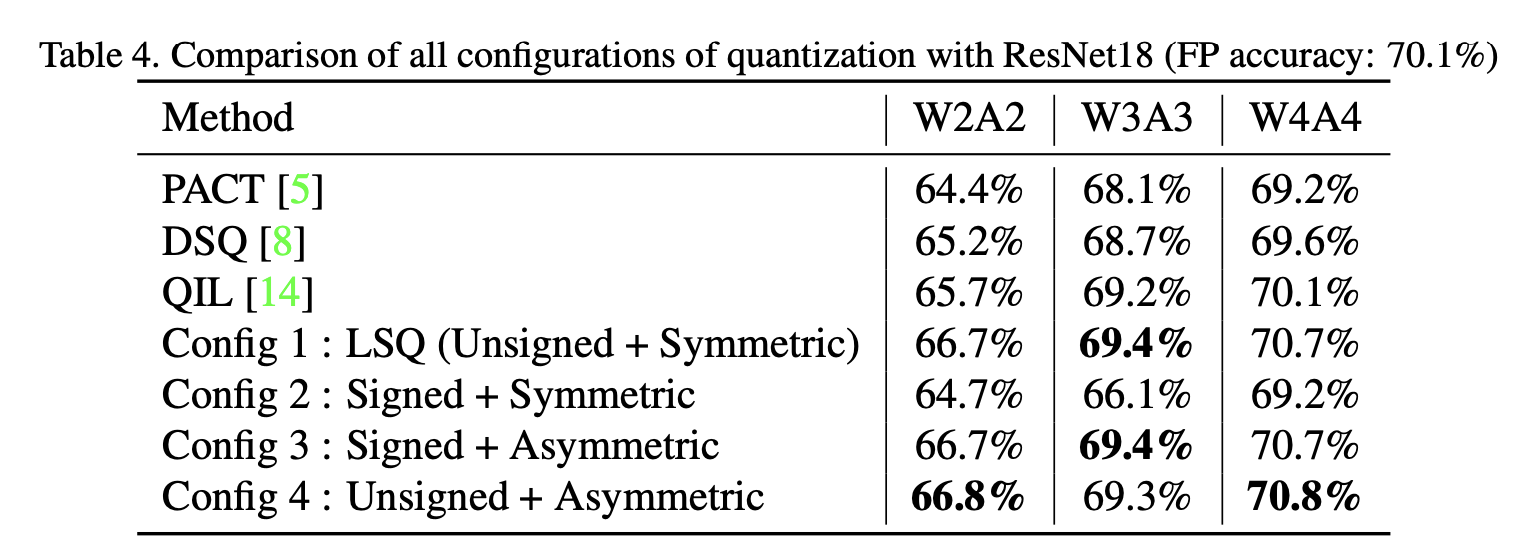 Table 4. Comparison of all configurations of quantization with ResNet18 (FP accuracy: 70.1%)
Method W2A2 W3A3 W4A4
PACT [5] 64.4% 68.1% 69.2%
DSQ [8] 65.2% 68.7% 69.6%
QIL [14] 65.7% 69.2% 70.1%
Config 1 : LSQ (Unsigned + Symmetric) 66.7% 69.4% 70.7%
Config 2 : Signed + Symmetric 64.7% 66.1% 69.2%
Config 3 : Signed + Asymmetric 66.7% 69.4% 70.7%
Config 4 : Unsigned + Asymmetric 66.8% 69.3% 70.8%